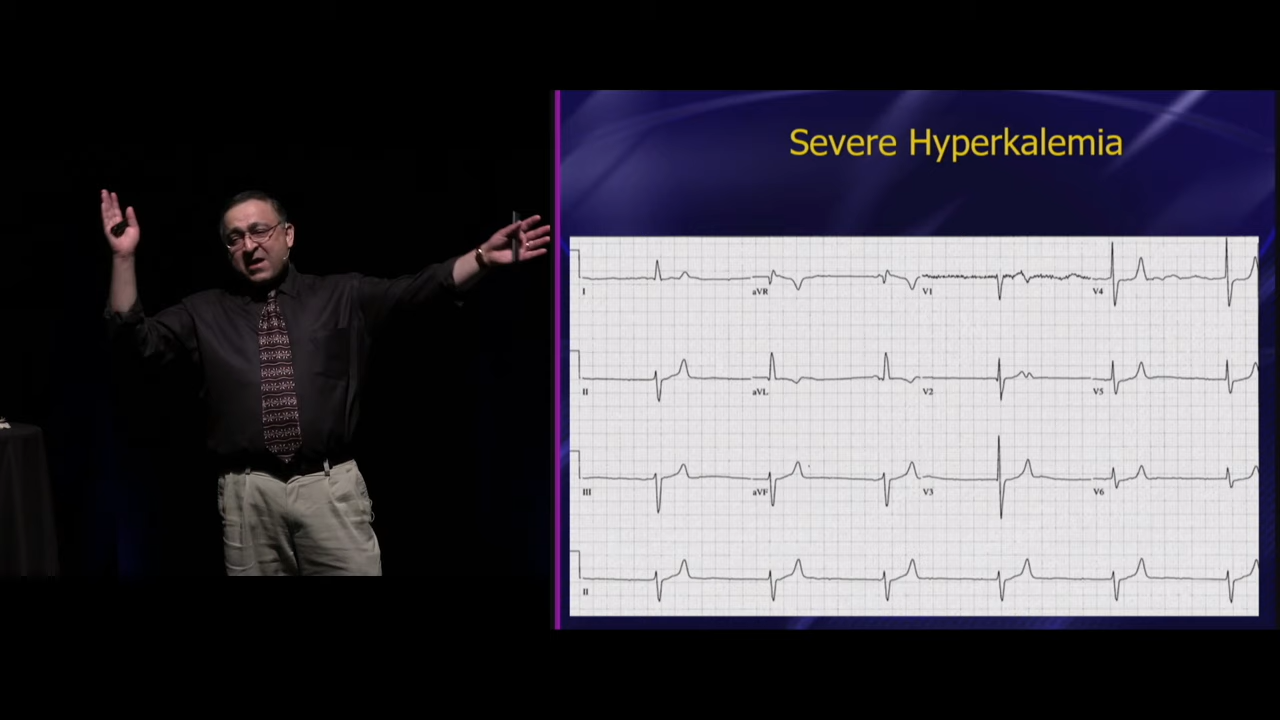 Severe Hyperkalemia
I aVR V1 V4
II aVL V2 V5
III aVF V3 V6
II